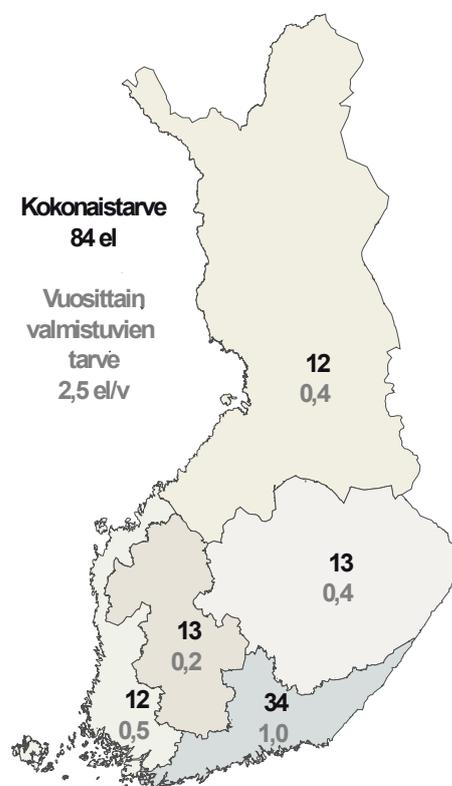 Kokonaistarve
84 el
Vuosittain
valmistuvien
tarve
2,5 el/v
12
0,4
13
0,4
13
0,2
12
0,5
34
1,0